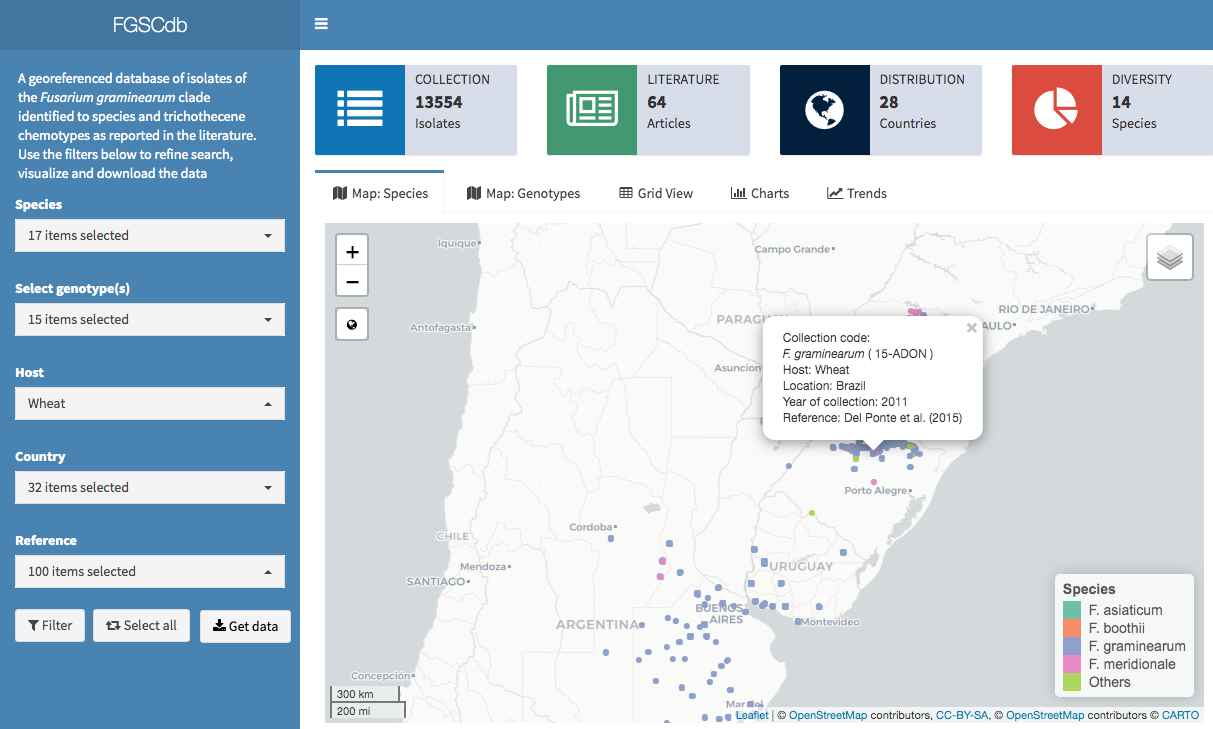 FGSCdb
A georeferenced database of isolates of
the Fusarium graminearum clade
identified to species and trichothecene
chemotypes as reported in the literature.
Use the filters below to refine search,
visualize and download the data
Species
17 items selected
Select genotype(s)
15 items selected
Host
Wheat
Country
32 items selected
Reference
100 items selected
Filter
Select all
Get data
COLLECTION
13554
Isolates
LITERATURE
64
Articles
DISTRIBUTION
28
Countries
DIVERSITY
14
Species
Map: Species
Map: Genotypes
Grid View
Charts
Trends
+
−
Iquique
Campo Grande
Antofagasta
PARAGU
RIO DE JANEIRO
AULO
Asuncion
×
Collection code:
F. graminearum ( 15-ADON )
Host: Wheat
Location: Brazil
Year of collection: 2011
Reference: Del Ponte et al. (2015)
Porto Alegre
Cordoba
CHILE
Mendoza
URUGUAY
SANTIAGO
BUENOS
AIRES
ARGENTINA
Montevideo
Concepción
Species
F. asiaticum
F. boothii
F. graminearum
F. meridionale
Others
300 km
200 mi
Leaflet | © OpenStreetMap contributors, CC-BY-SA, © OpenStreetMap contributors © CARTO